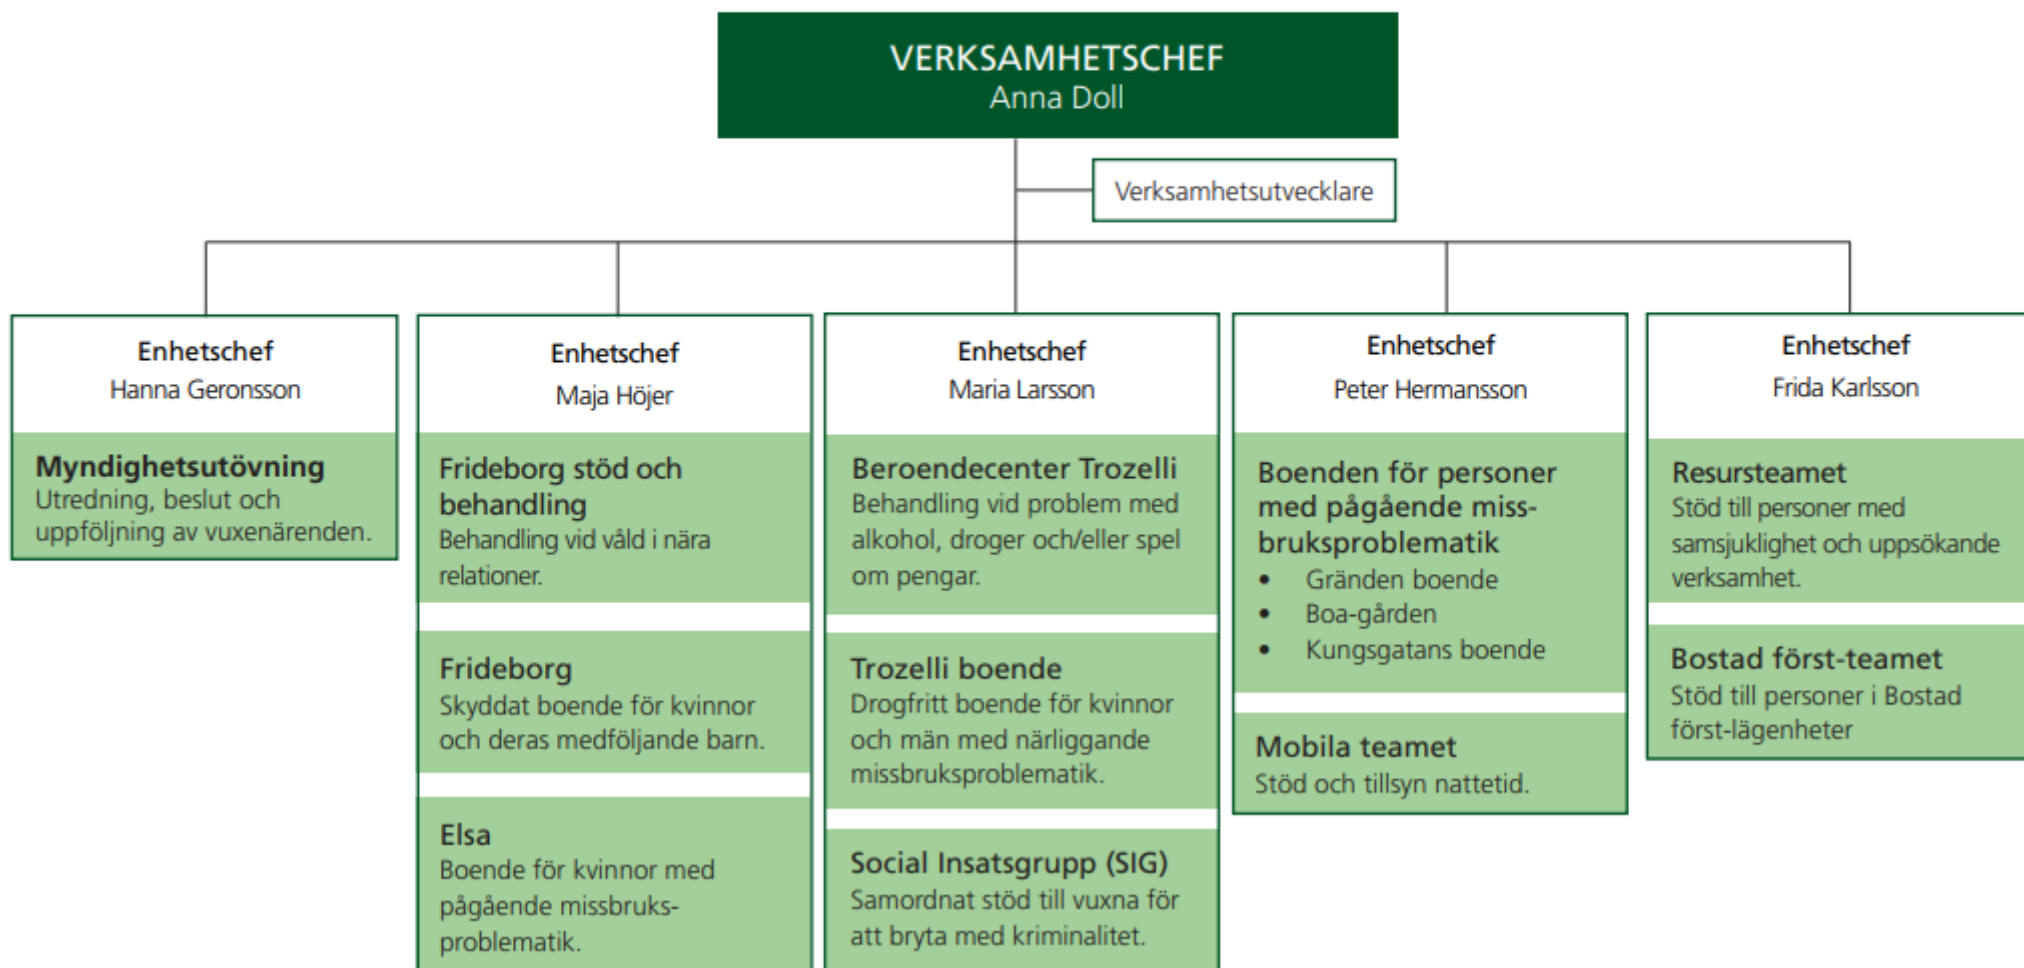 VERKSAMHETSCHEF
Anna Doll
Verksamhetsutvecklare
Enhetschef
Hanna Geronsson
Myndighetsutövning
Utredning, beslut och
uppföljning av vuxenärenden.
Enhetschef
Maja Höjer
Frideborg stöd och
behandling
Behandling vid våld i nära
relationer.
Frideborg
Skyddat boende för kvinnor
och deras medföljande barn.
Elsa
Boende för kvinnor med
pågående missbruks-
problematik.
Enhetschef
Maria Larsson
Beroendecenter Trozelli
Behandling vid problem med
alkohol, droger och/eller spel
om pengar.
Trozelli boende
Drogfritt boende för kvinnor
och män med närliggande
missbruksproblematik.
Social Insatsgrupp (SIG)
Samordnat stöd till vuxna för
att bryta med kriminalitet.
Enhetschef
Peter Hermansson
Boenden för personer
med pågående miss-
bruksproblematik
• Gränden boende
• Boa-gården
• Kungsgatans boende
Mobila teamet
Stöd och tillsyn nattetid.
Enhetschef
Frida Karlsson
Resursteamet
Stöd till personer med
samsjuklighet och uppsökande
verksamhet.
Bostad först-teamet
Stöd till personer i Bostad
först-lägenheter